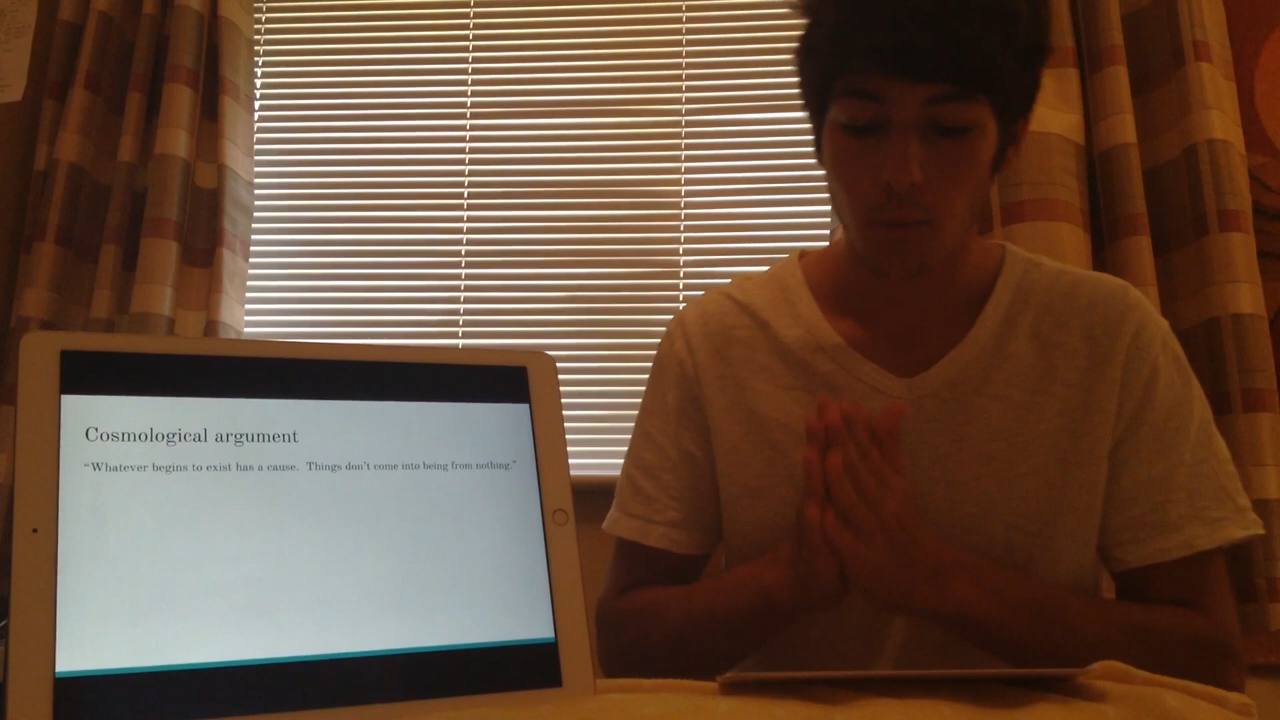 Cosmological argument
“Whatever begins to exist has a cause. Things don't come into being from nothing.”